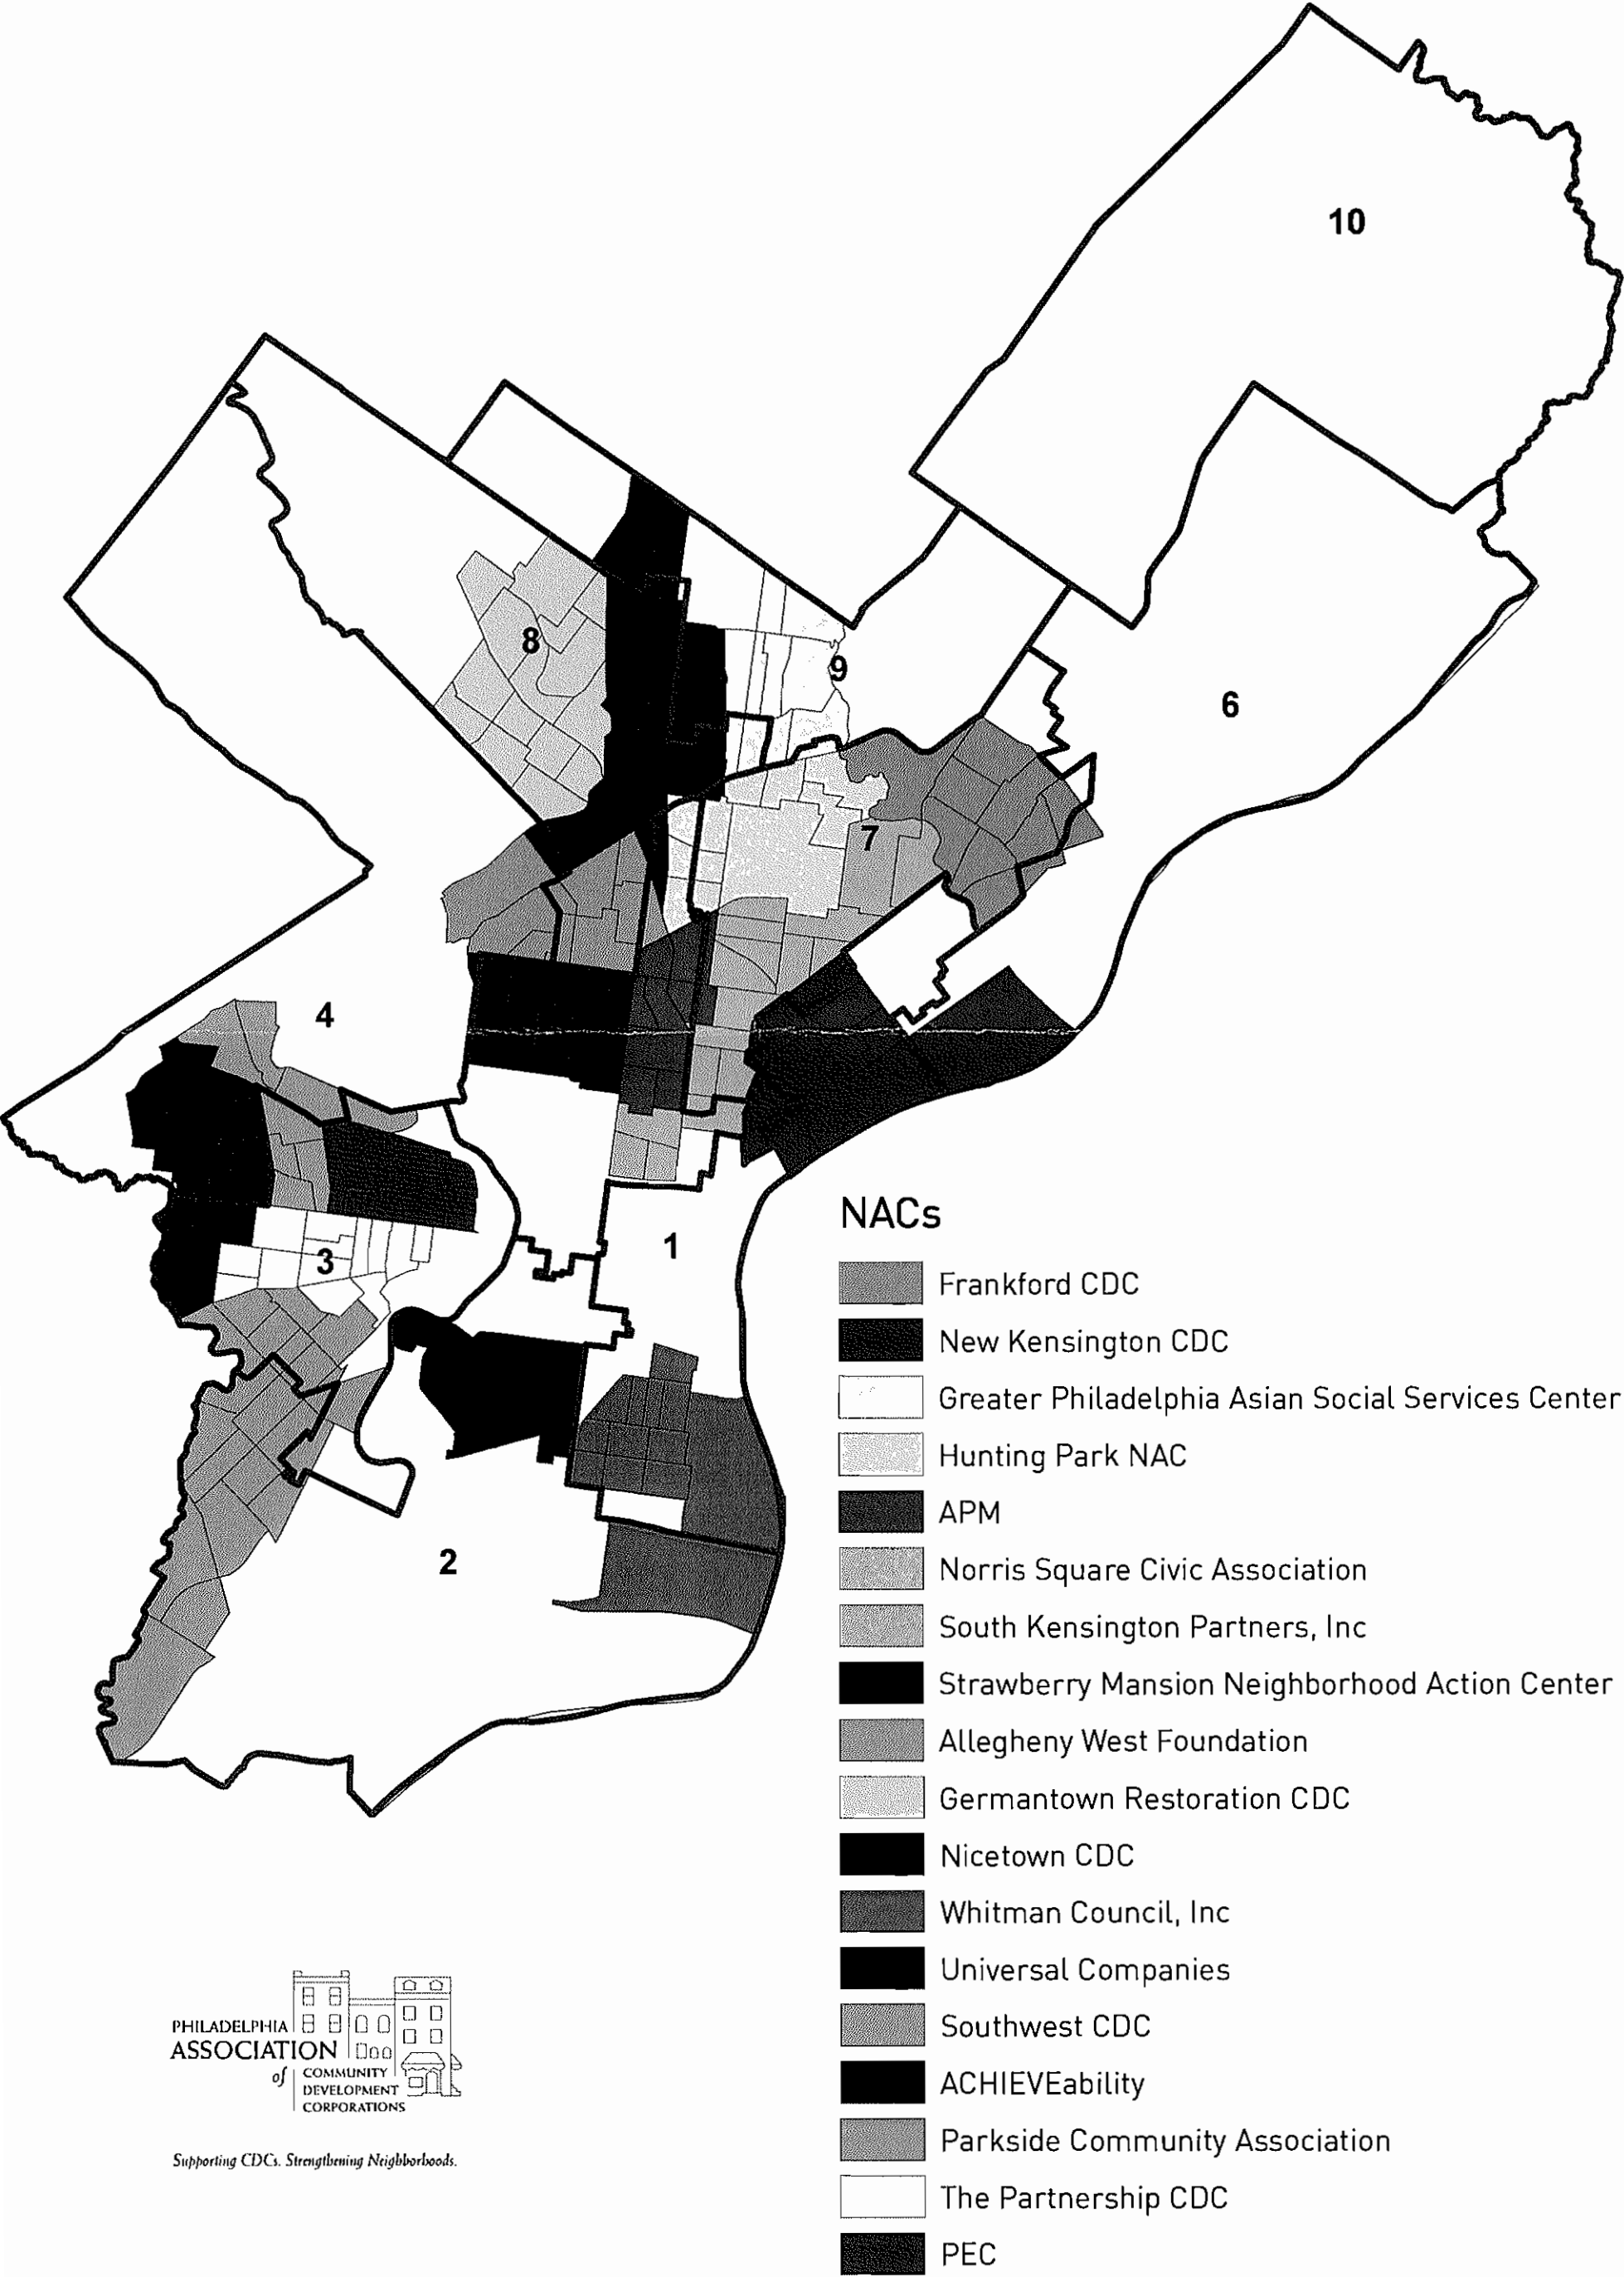 10
8
9
6
7
4
3
1
2
NACs
Frankford CDC
New Kensington CDC
Greater Philadelphia Asian Social Services Center
Hunting Park NAC
APM
Norris Square Civic Association
South Kensington Partners, Inc
Strawberry Mansion Neighborhood Action Center
Allegheny West Foundation
Germantown Restoration CDC
Nicetown CDC
Whitman Council, Inc
Universal Companies
Southwest CDC
ACHIEVEability
Parkside Community Association
The Partnership CDC
PEC
PHILADELPHIA
ASSOCIATION
of COMMUNITY
DEVELOPMENT
CORPORATIONS
Supporting CDCs. Strengthening Neighborhoods.